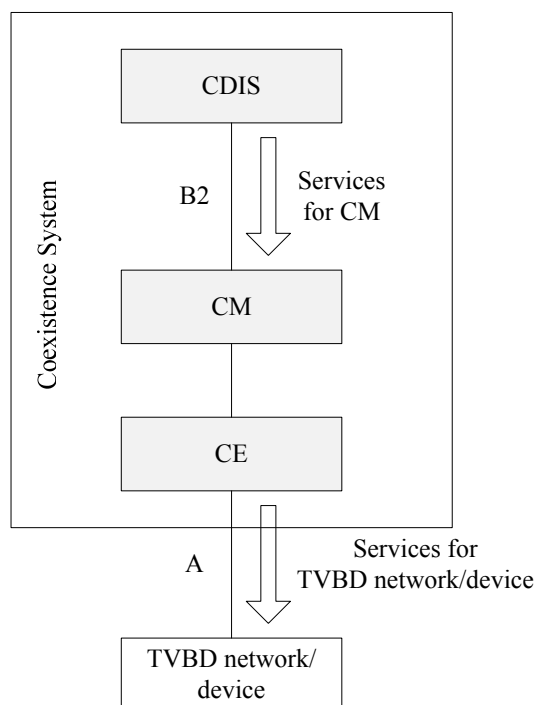 CDIS
B2
Services
for CM
Coexistence System
CM
CE
A
Services for
TVBD network/device
TVBD network/
device